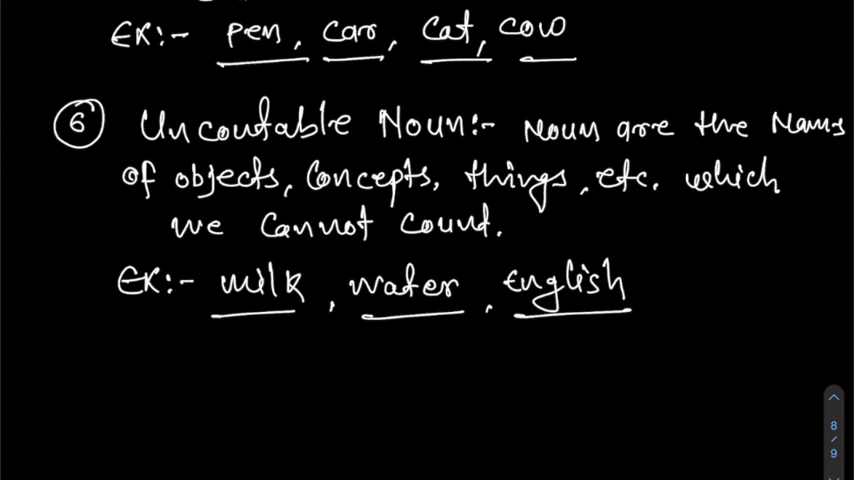 Ex:- pen, car, cat, cow
⑥ Uncoutable Noun:- Noun are the Nams
of objects, concepts, things, etc. which
we cannot count.
Ex:- milk, water, English
8
/
9